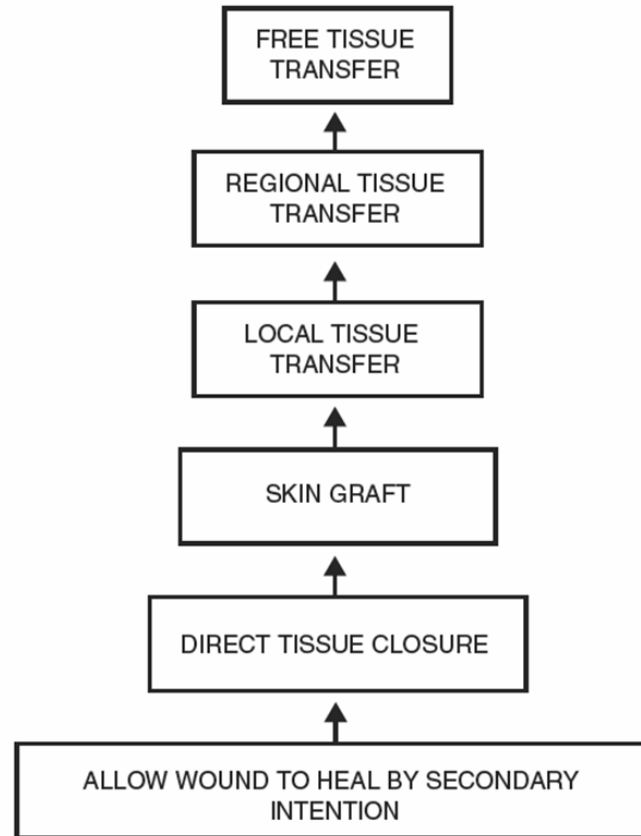 FREE TISSUE
TRANSFER
REGIONAL TISSUE
TRANSFER
LOCAL TISSUE
TRANSFER
SKIN GRAFT
DIRECT TISSUE CLOSURE
ALLOW WOUND TO HEAL BY SECONDARY
INTENTION